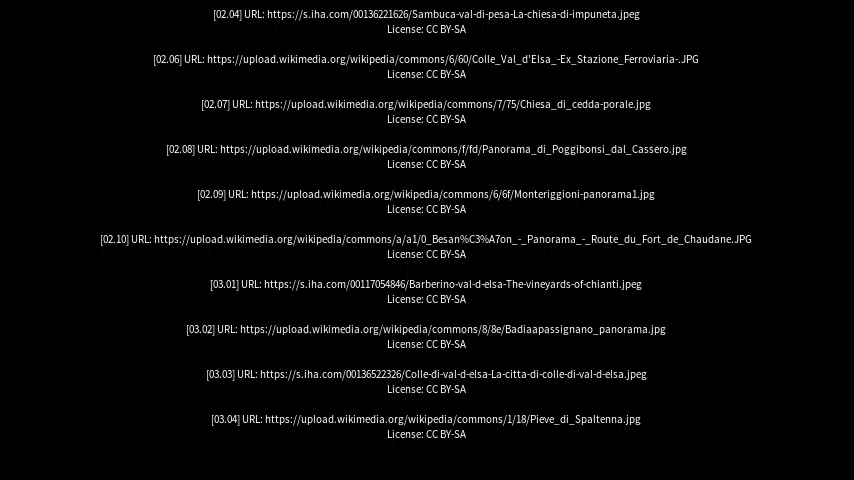 [02.04] URL: https://s.iha.com/00136221626/Sambuca-val-di-pesa-La-chiesa-di-impuneta.jpeg
License: CC BY-SA
[02.06] URL: https://upload.wikimedia.org/wikipedia/commons/6/60/Colle_Val_d'Elsa_-Ex_Stazione_Ferroviaria-.JPG
License: CC BY-SA
[02.07] URL: https://upload.wikimedia.org/wikipedia/commons/7/75/Chiesa_di_cedda-porale.jpg
License: CC BY-SA
[02.08] URL: https://upload.wikimedia.org/wikipedia/commons/f/fd/Panorama_di_Poggibonsi_dal_Cassero.jpg
License: CC BY-SA
[02.09] URL: https://upload.wikimedia.org/wikipedia/commons/6/6f/Monteriggioni-panorama1.jpg
License: CC BY-SA
[02.10] URL: https://upload.wikimedia.org/wikipedia/commons/a/a1/0_Besan%C3%A7on_-_Panorama_-_Route_du_Fort_de_Chaudane.JPG
License: CC BY-SA
[03.01] URL: https://s.iha.com/00117054846/Barberino-val-d-elsa-The-vineyards-of-chianti.jpeg
License: CC BY-SA
[03.02] URL: https://upload.wikimedia.org/wikipedia/commons/8/8e/Badiaapassignano_panorama.jpg
License: CC BY-SA
[03.03] URL: https://s.iha.com/00136522326/Colle-di-val-d-elsa-La-citta-di-colle-di-val-d-elsa.jpeg
License: CC BY-SA
[03.04] URL: https://upload.wikimedia.org/wikipedia/commons/1/18/Pieve_di_Spaltenna.jpg
License: CC BY-SA